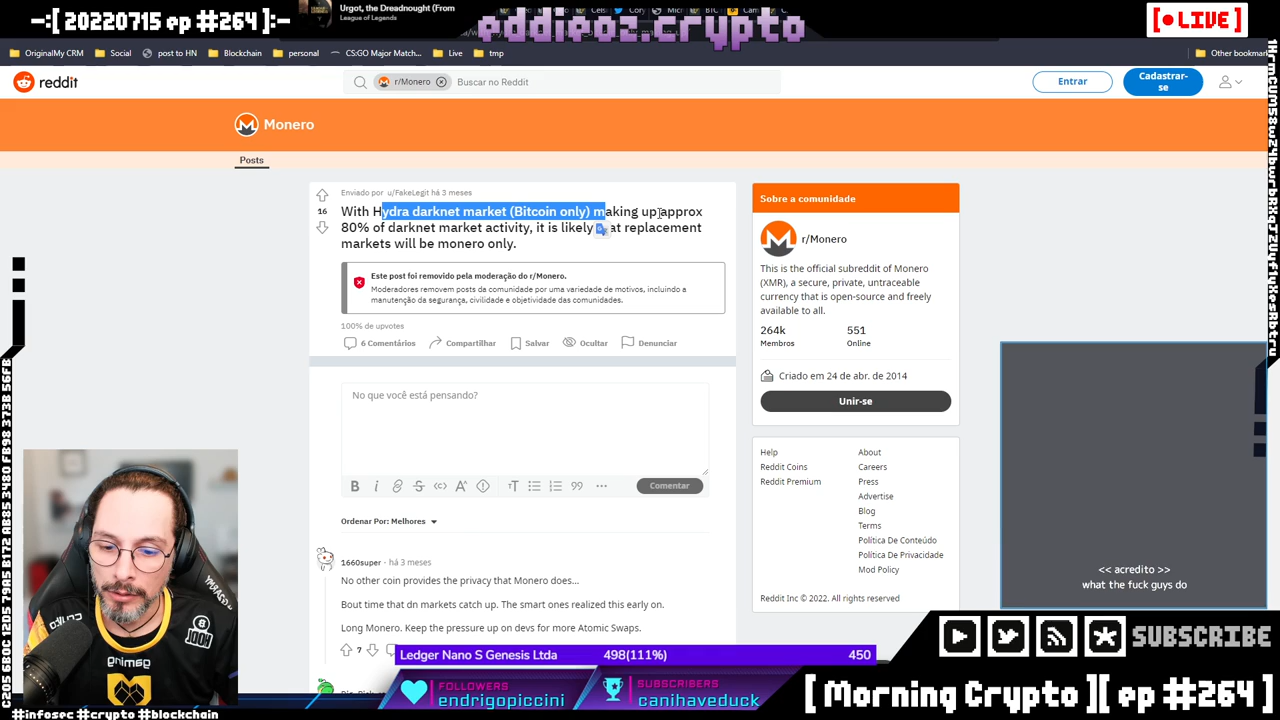 -:[ 20220715 ep #264 ]:-
Urgot, the Dreadnought (From
League of Legends)
eddieoz.crypto
[ ● LIVE ]
OriginalMy CRM
Social
post to HN
Blockchain
personal
CS:GO Major Match...
Live
tmp
Other bookmar
reddit
r/Monero
Buscar no Reddit
Entrar
Cadastrar-
se
Monero
Posts
Enviado por u/FakeLegit há 3 meses
16
With Hydra darknet market (Bitcoin only) making up approx
80% of darknet market activity, it is likely at replacement
markets will be monero only.
Este post foi removido pela moderação do r/Monero.
Moderadores removem posts da comunidade por uma variedade de motivos, incluindo a
manutenção da segurança, civilidade e objetividade das comunidades.
100% de upvotes
6 Comentários
Compartilhar
Salvar
Ocultar
Denunciar
No que você está pensando?
B i
Comentar
Ordenar Por: Melhores
1660super · há 3 meses
No other coin provides the privacy that Monero does...
Bout time that dn markets catch up. The smart ones realized this early on.
Long Monero. Keep the pressure up on devs for more Atomic Swaps.
7
Sobre a comunidade
r/Monero
This is the official subreddit of Monero
(XMR), a secure, private, untraceable
currency that is open-source and freely
available to all.
264k
551
Membros
Online
Criado em 24 de abr. de 2014
Unir-se
Help
About
Reddit Coins
Careers
Reddit Premium
Press
Advertise
Blog
Terms
Política De Conteúdo
Política De Privacidade
Mod Policy
Reddit Inc © 2022. All rights reserved
<< acredito >>
what the fuck guys do
Ledger Nano S Genesis Ltda 498(111%) 450
FOLLOWERS
endrigopiccini
SUBSCRIBERS
canihaveduck
SUBSCRIBE
[ Morning Crypto ][ ep #264 ]
#infosec #crypto #blockchain